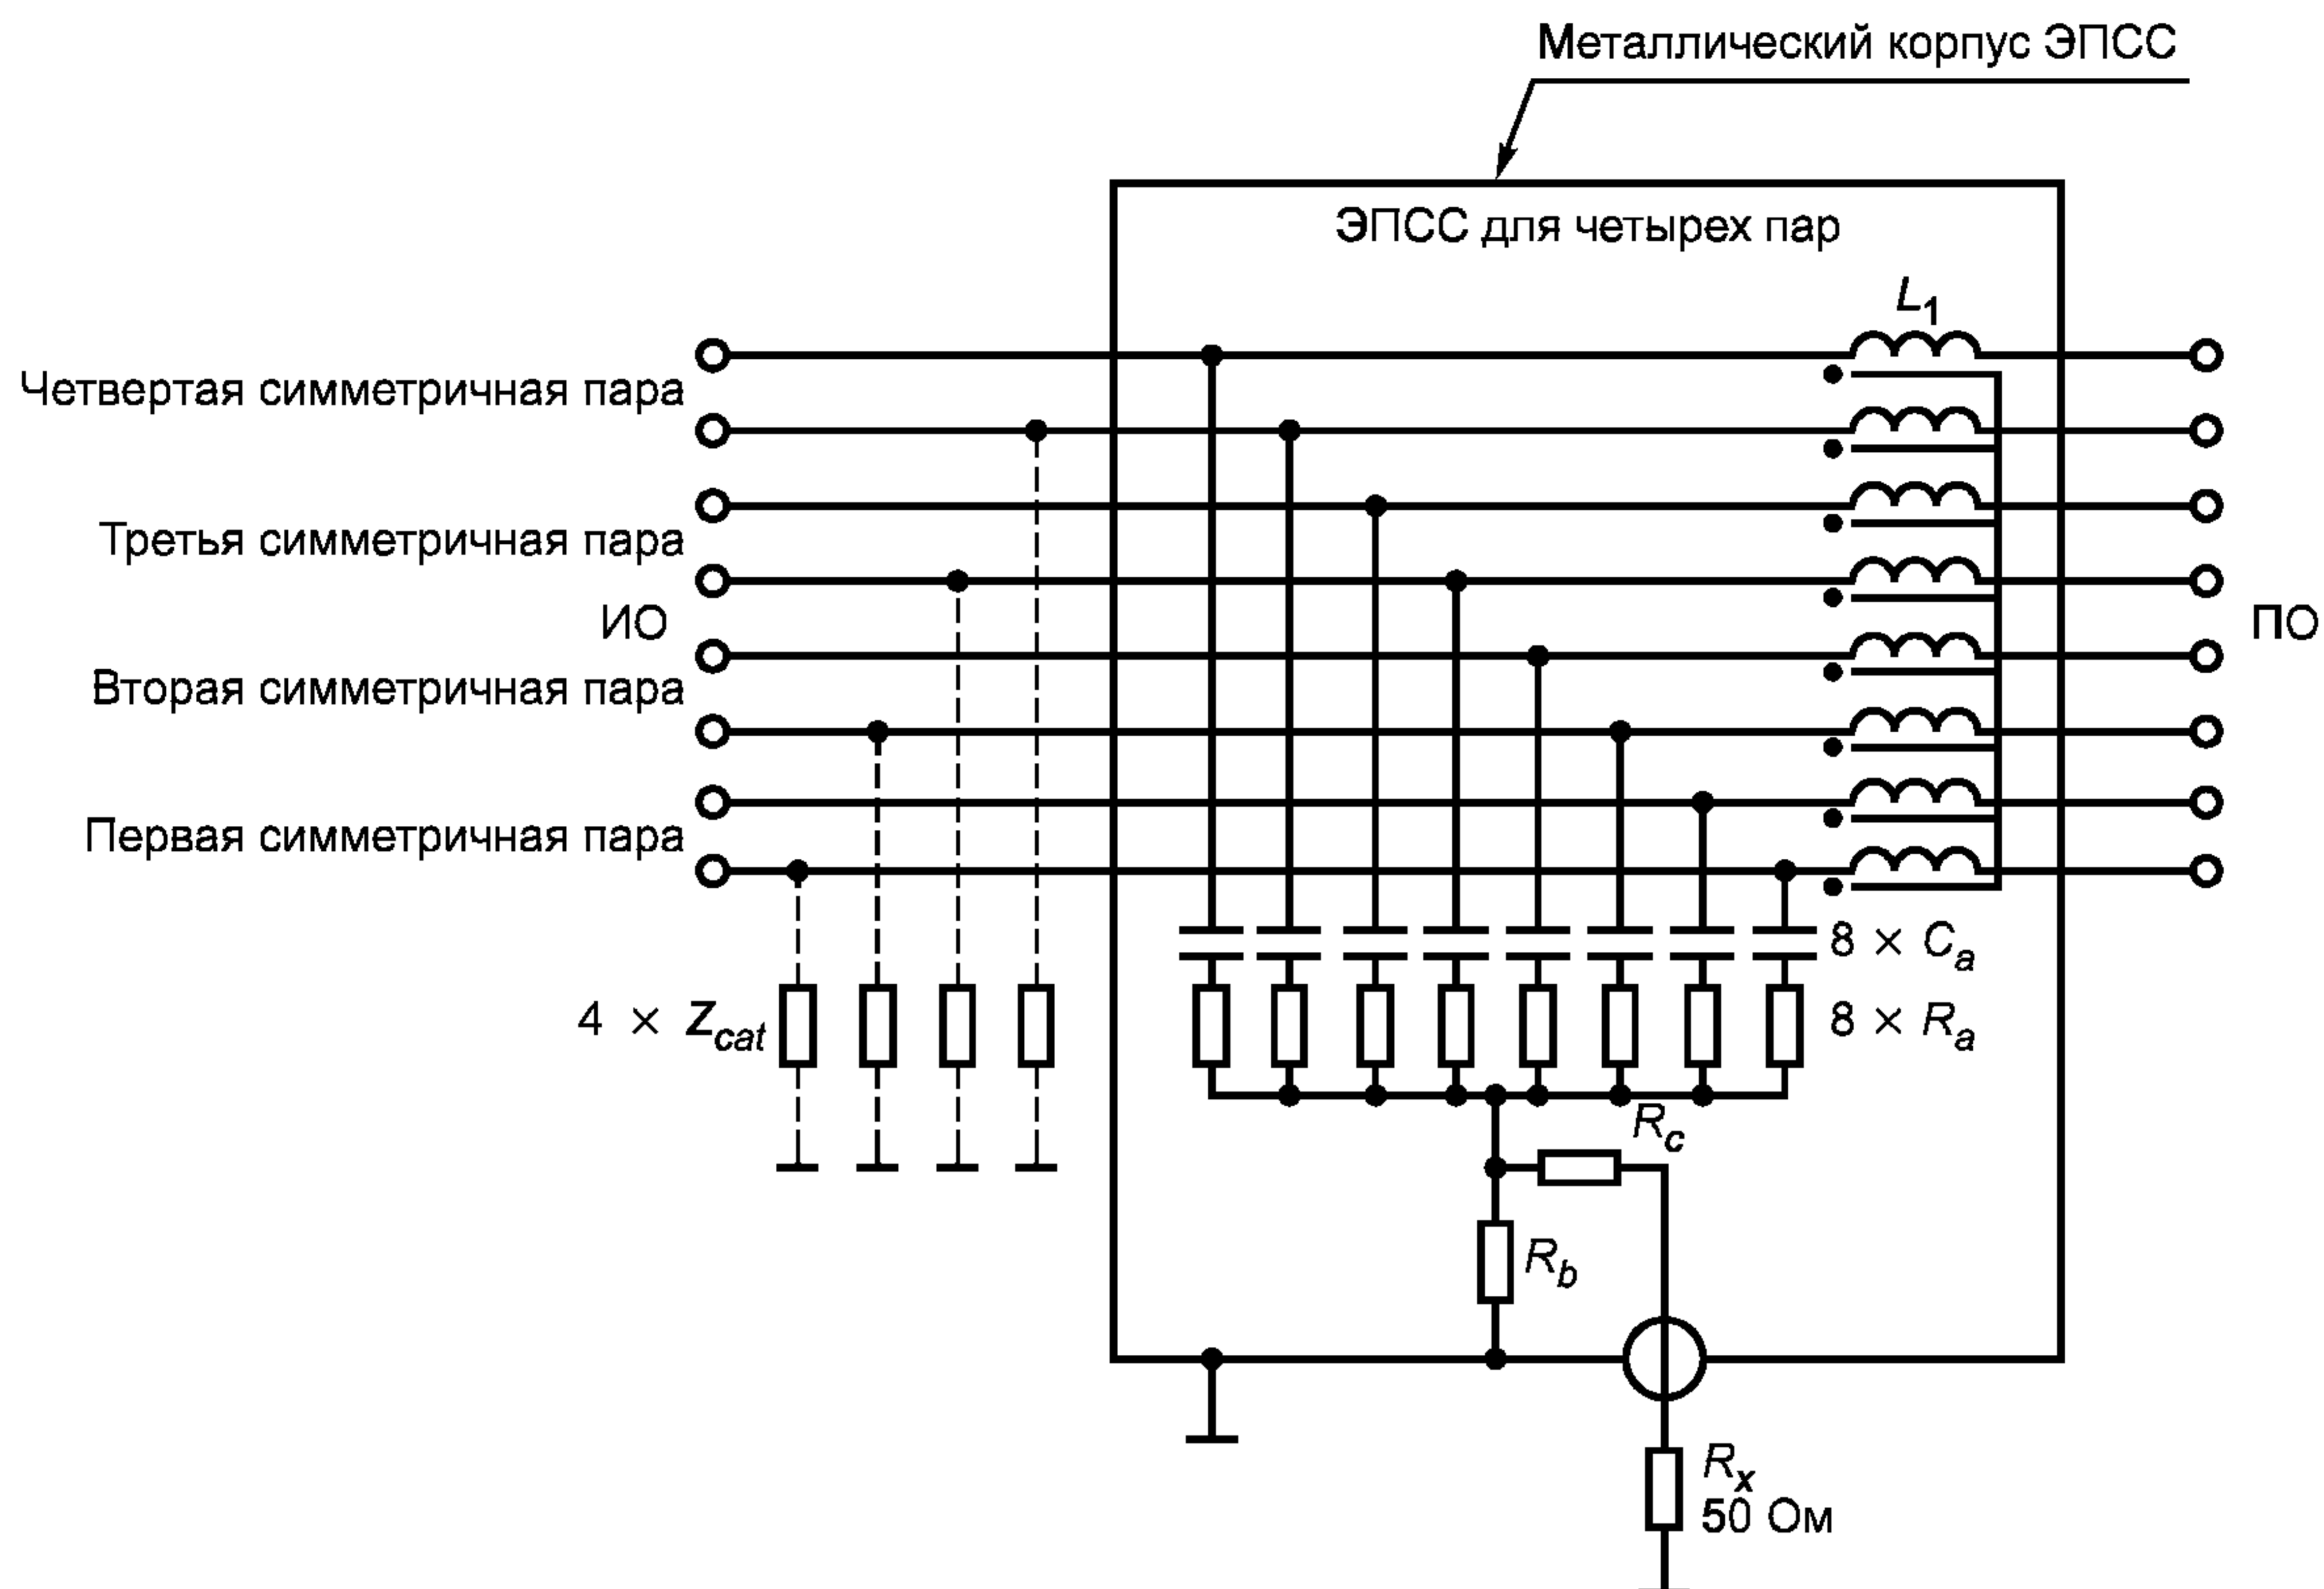 Металлический корпус ЭПСС
ЭПСС для четырех пар
L1
Четвертая симметричная пара
Третья симметричная пара
ИО
ПО
Вторая симметричная пара
Первая симметричная пара
8 × Ca
4 × Zcat
8 × Ra
Rc
Rb
Rx
50 Ом